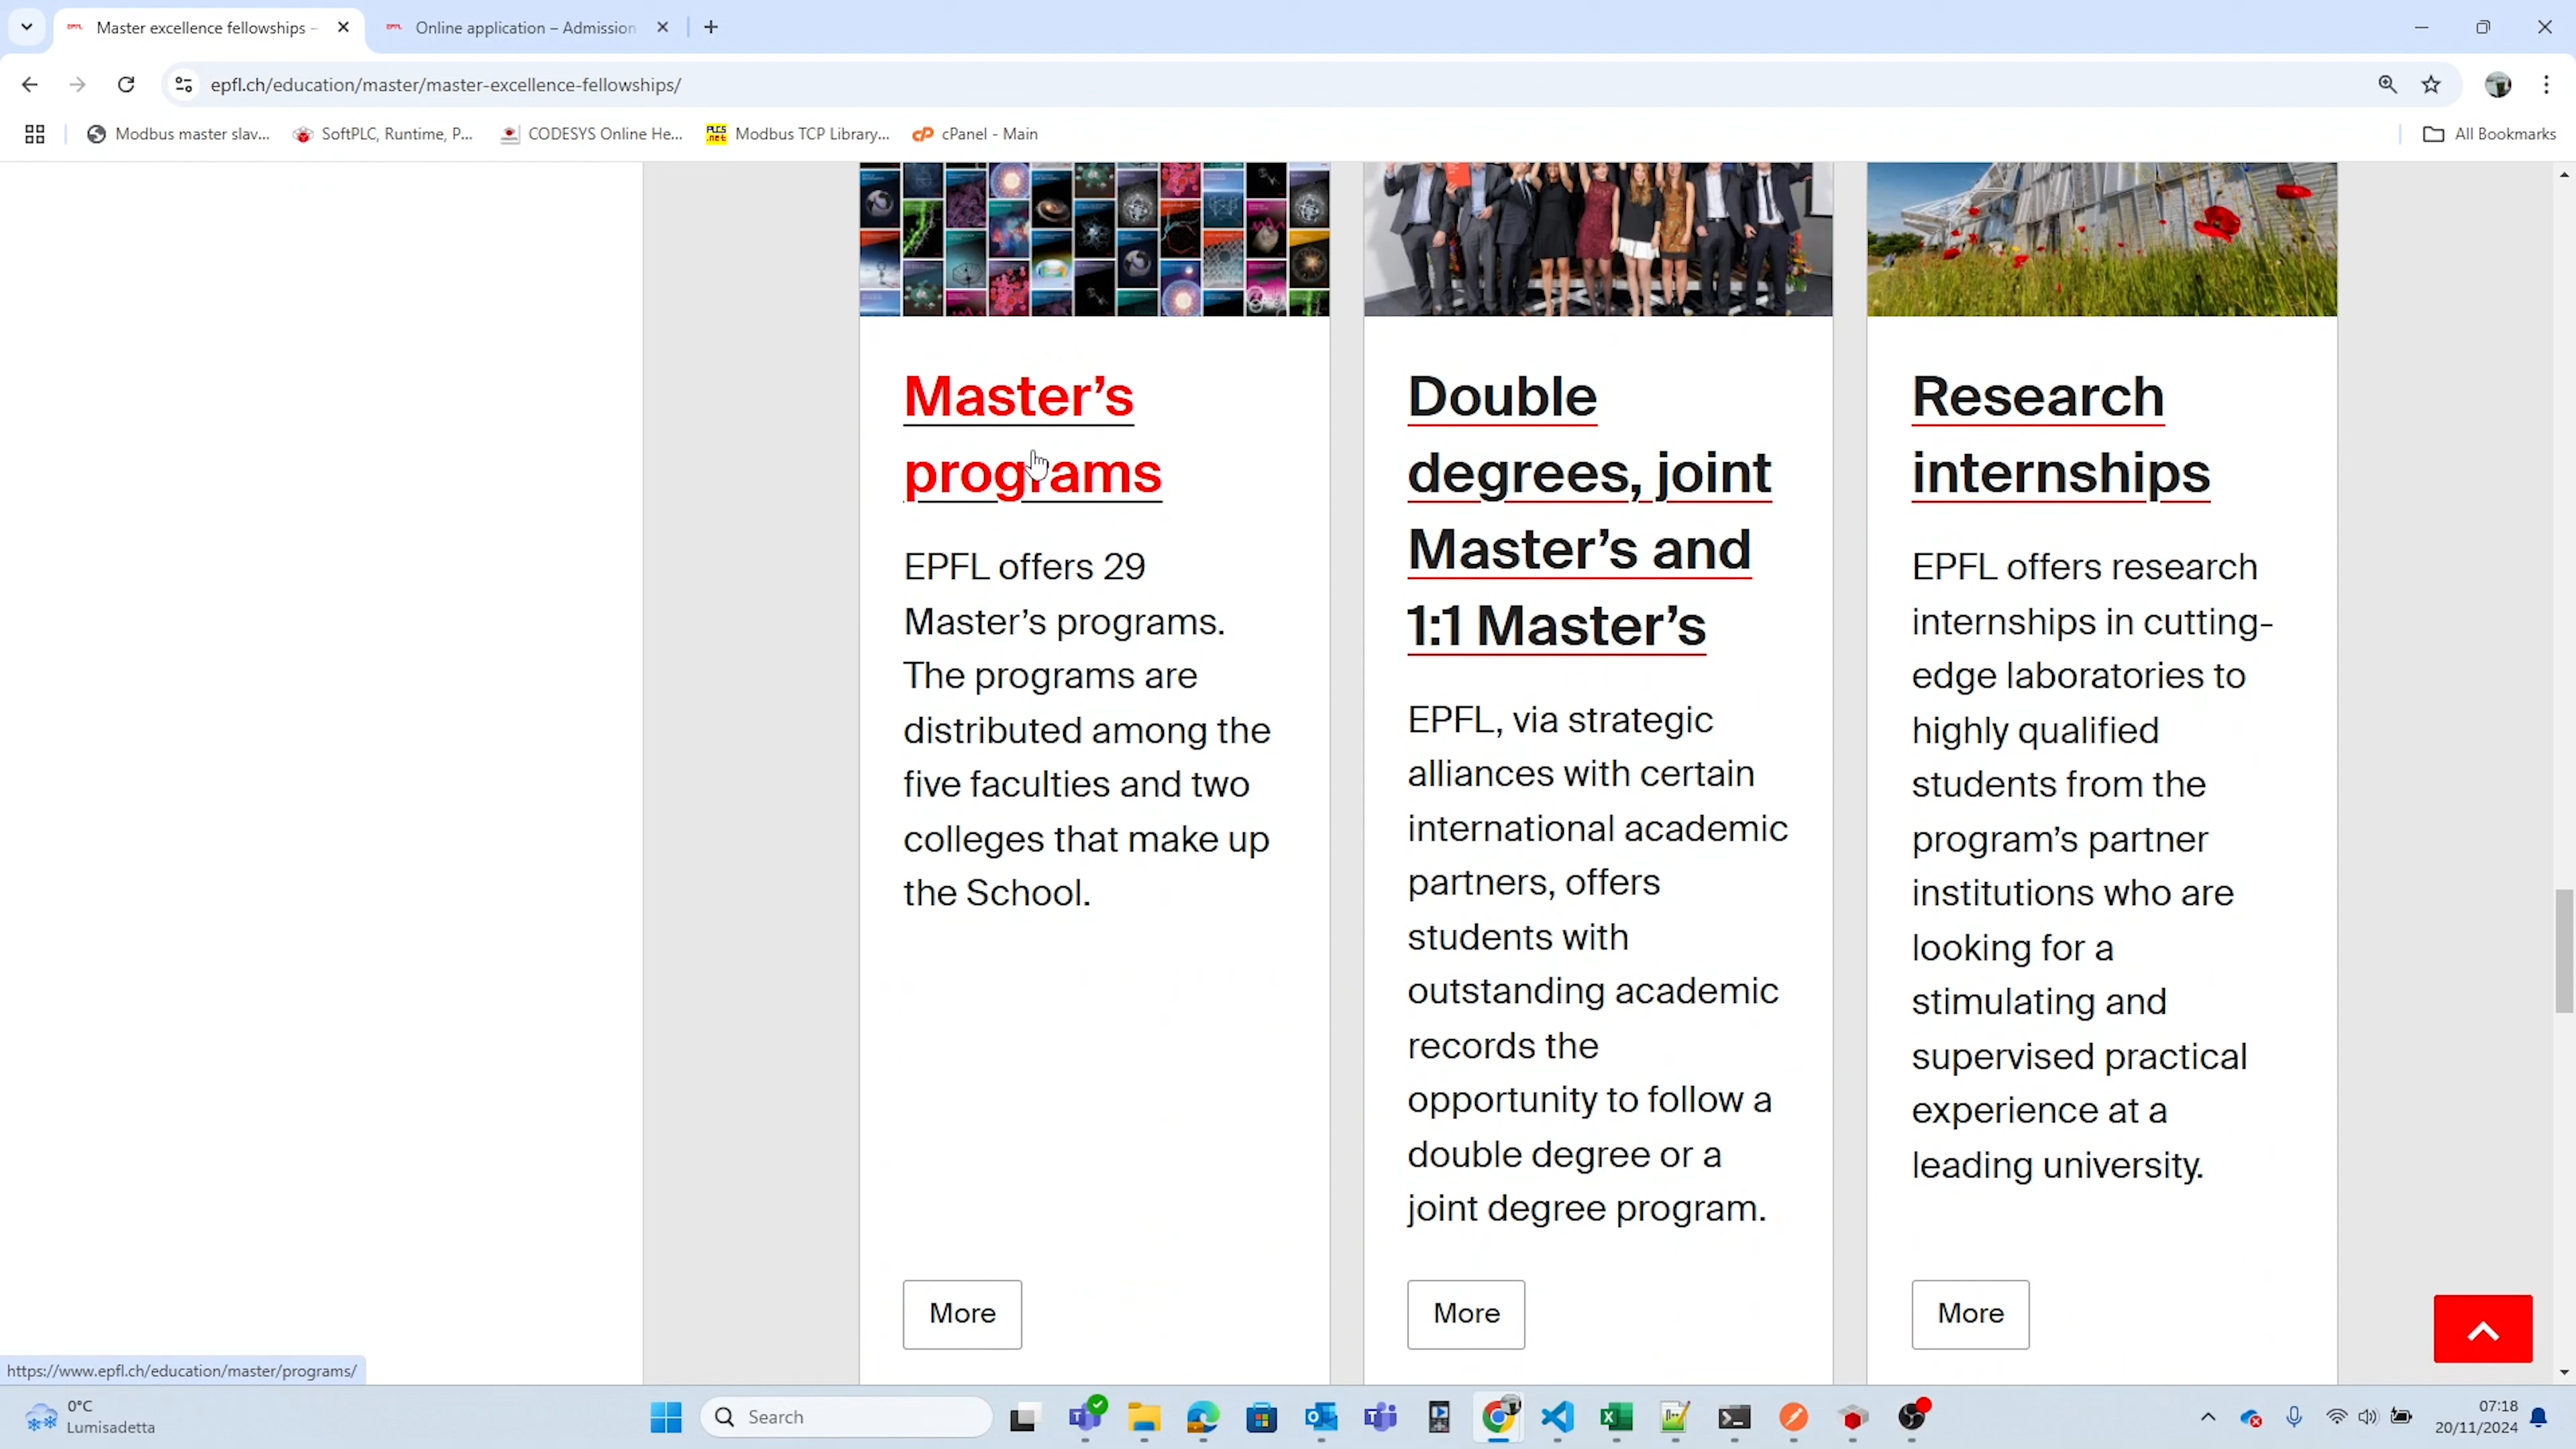 Master excellence fellowships –
Online application – Admission
epfl.ch/education/master/master-excellence-fellowships/
Modbus master slav...
SoftPLC, Runtime, P...
CODESYS Online He...
Modbus TCP Library...
cPanel - Main
All Bookmarks
Master’s
programs
EPFL offers 29
Master’s programs.
The programs are
distributed among the
five faculties and two
colleges that make up
the School.
More
Double
degrees, joint
Master’s and
1:1 Master’s
EPFL, via strategic
alliances with certain
international academic
partners, offers
students with
outstanding academic
records the
opportunity to follow a
double degree or a
joint degree program.
More
Research
internships
EPFL offers research
internships in cutting-
edge laboratories to
highly qualified
students from the
program’s partner
institutions who are
looking for a
stimulating and
supervised practical
experience at a
leading university.
More
https://www.epfl.ch/education/master/programs/
0°C
Lumisadetta
Search
07:18
20/11/2024